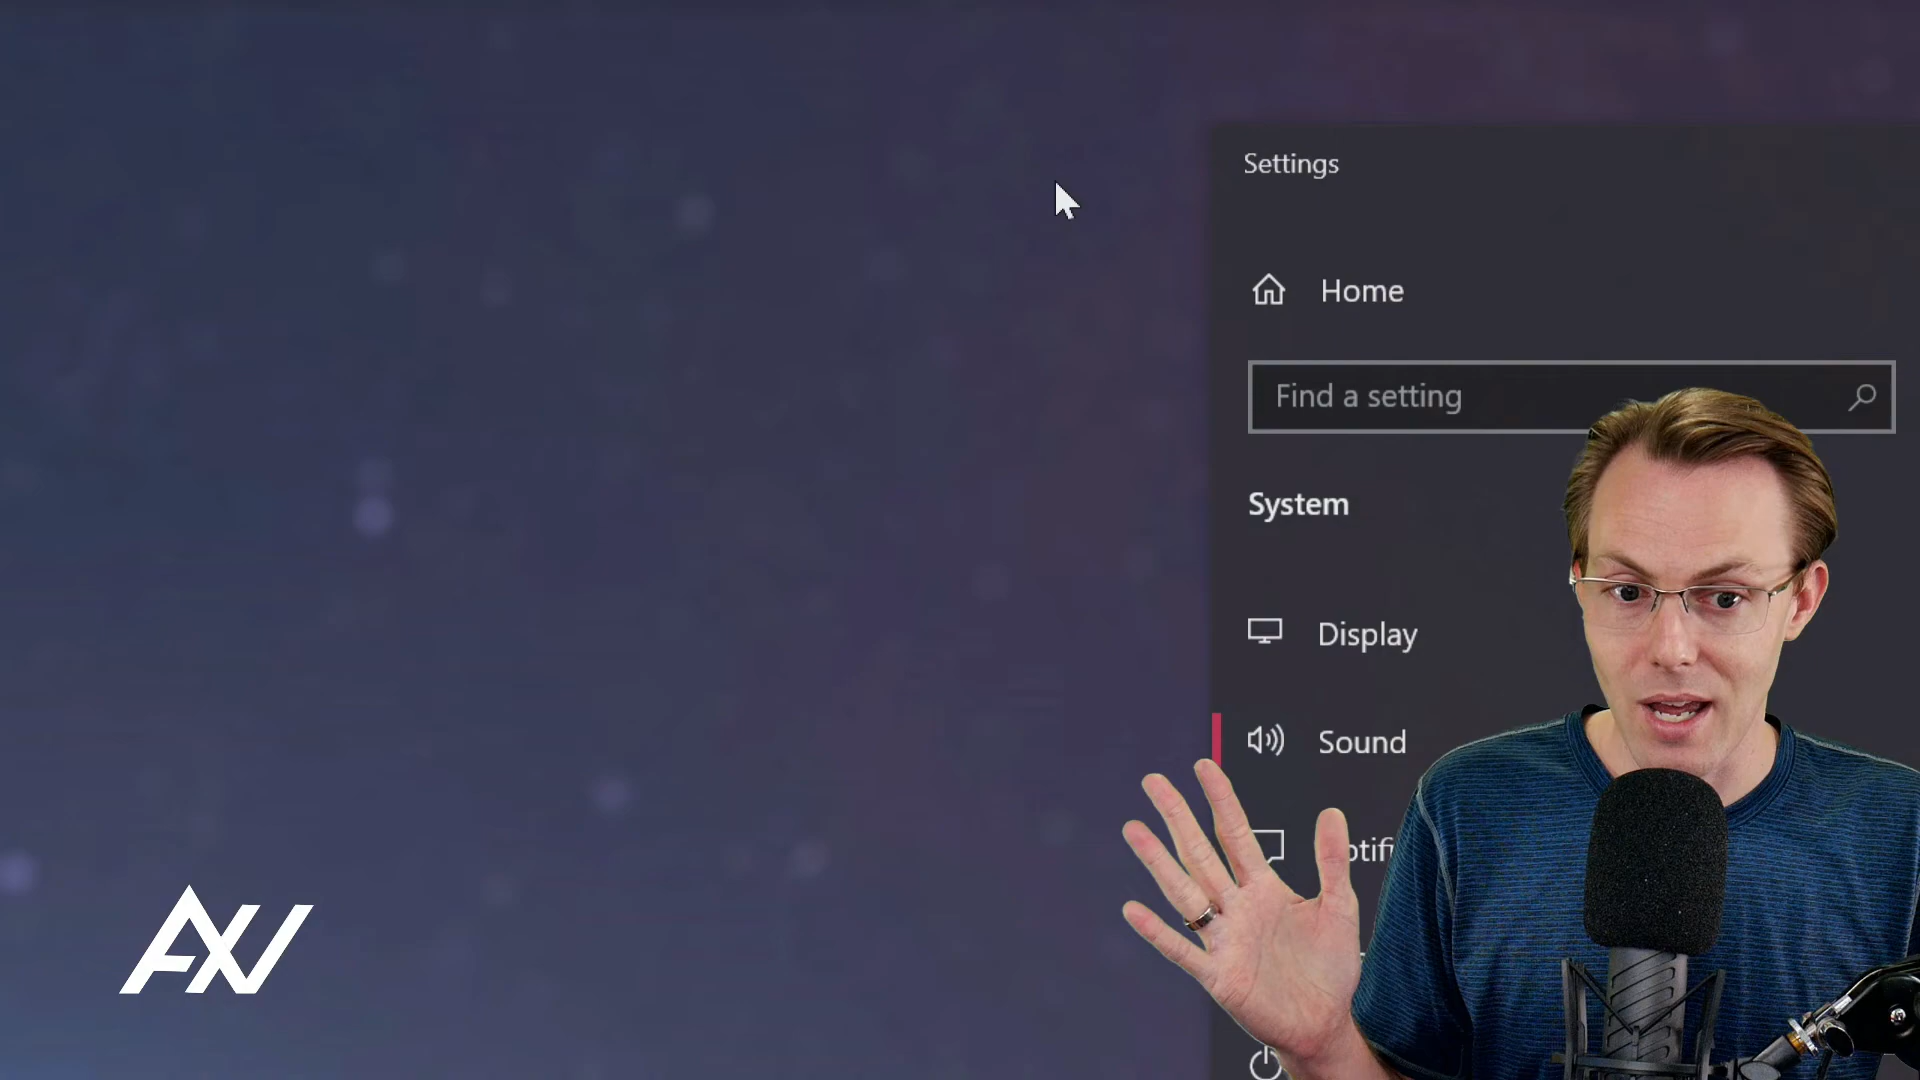 Settings
Home
Find a setting
System
Display
Sound